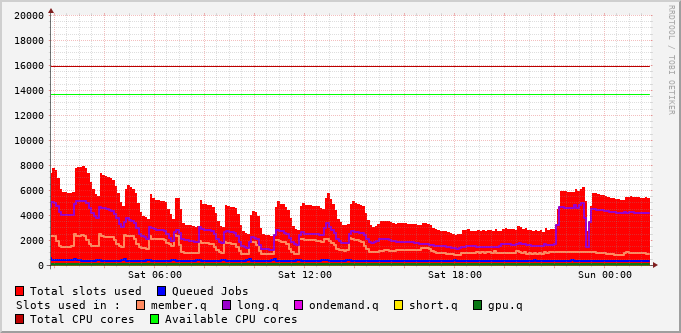 20000
18000
16000
14000
12000
10000
8000
6000
4000
2000
0
Sat 06:00 Sat 12:00 Sat 18:00 Sun 00:00
RRDTOOL / TOBI OETIKER
Total slots used Queued Jobs
Slots used in : member.q long.q ondemand.q short.q gpu.q
Total CPU cores Available CPU cores